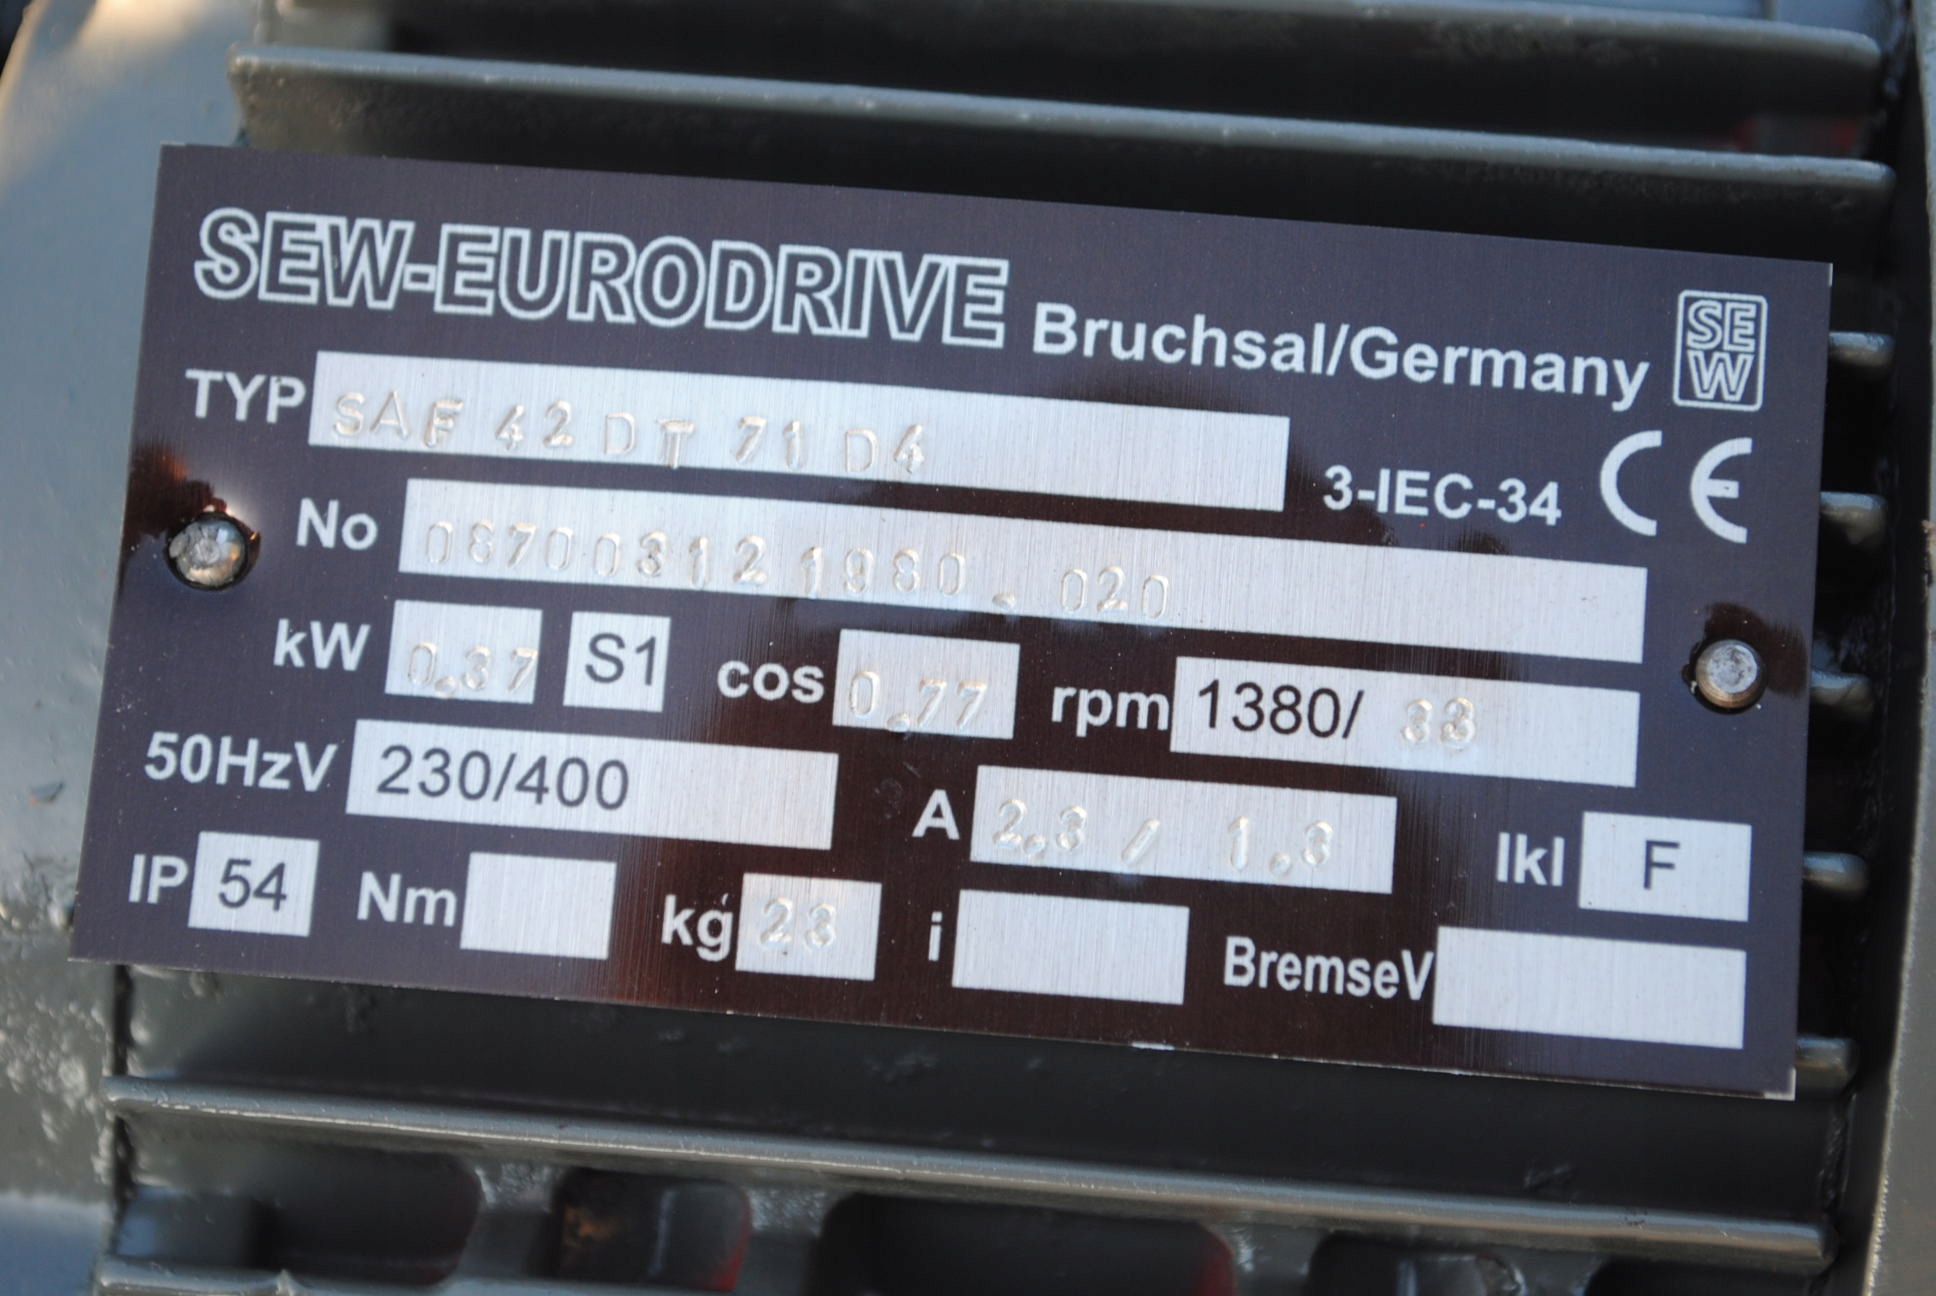 SEW-EURODRIVE Bruchsal/Germany SEW
TYP SAF 42 DT 71 D4 3-IEC-34 CE
No 08700312 1980.020
kW 0.37 S1 cos 0.77 rpm 1380/ 33
50HzV 230/400 A 2.3 / 1.3 Ikl F
IP 54 Nm kg 23 i BremseV